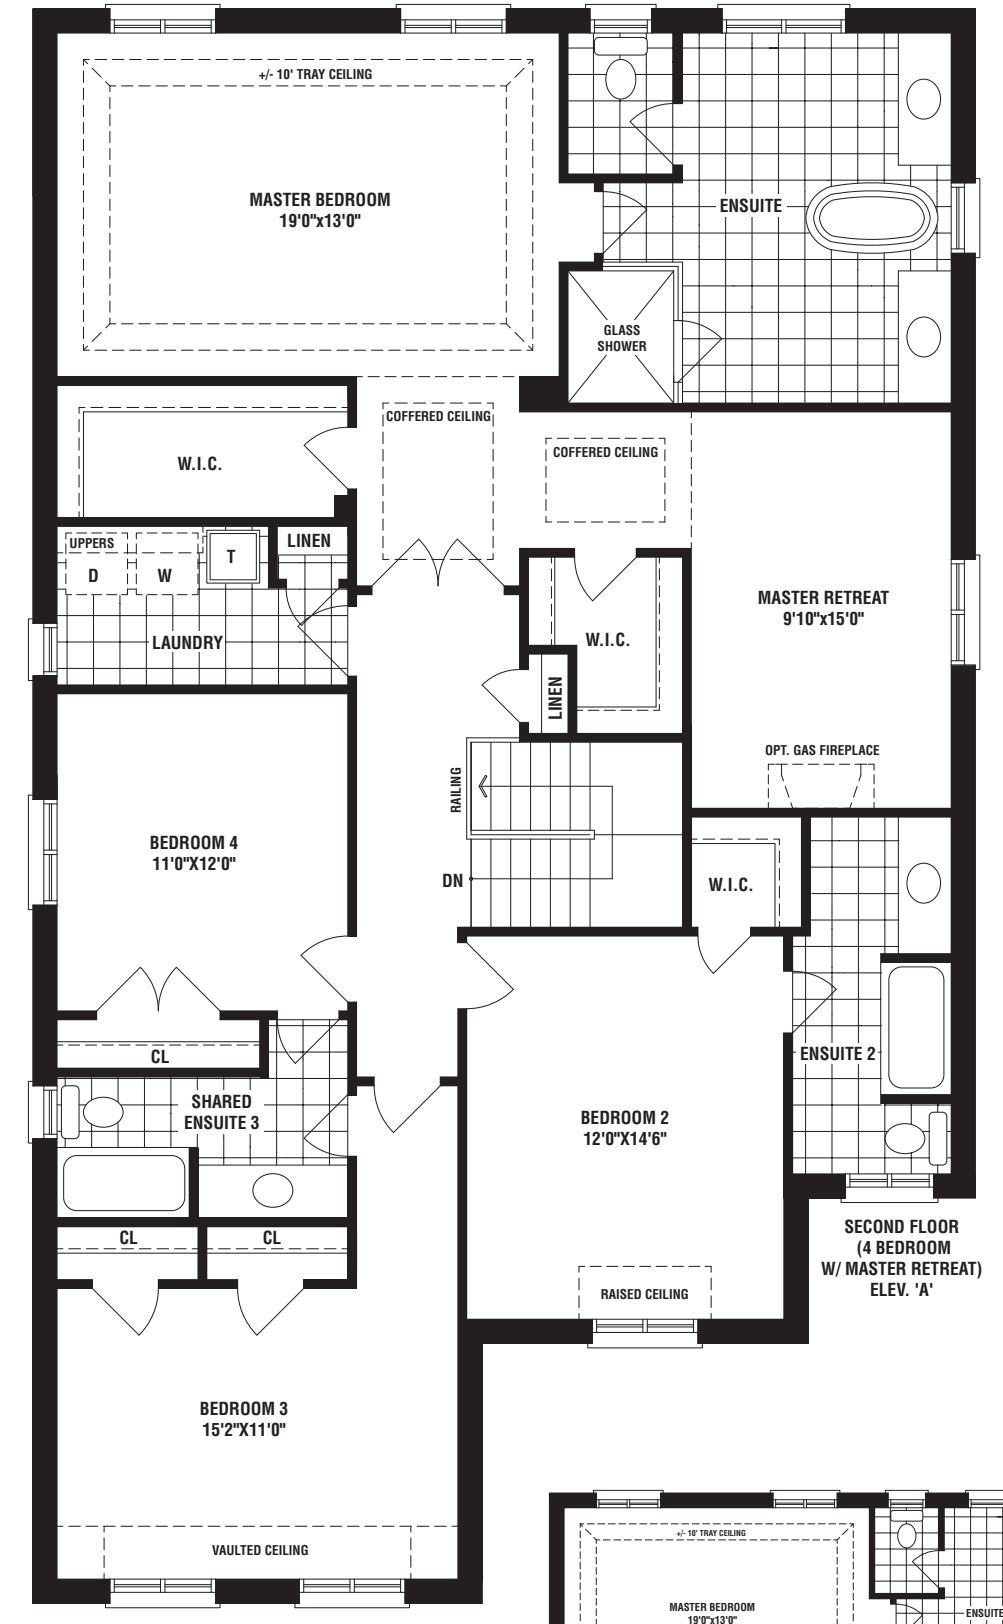 +/- 10' TRAY CEILING
MASTER BEDROOM
19'0"x13'0"
ENSUITE
GLASS
SHOWER
COFFERED CEILING
COFFERED CEILING
W.I.C.
UPPERS
D
W
T
LINEN
LAUNDRY
W.I.C.
LINEN
MASTER RETREAT
9'10"x15'0"
OPT. GAS FIREPLACE
RAILING
DN
BEDROOM 4
11'0"X12'0"
W.I.C.
CL
SHARED
ENSUITE 3
ENSUITE 2
BEDROOM 2
12'0"X14'6"
CL
CL
RAISED CEILING
SECOND FLOOR
(4 BEDROOM
W/ MASTER RETREAT)
ELEV. 'A'
BEDROOM 3
15'2"X11'0"
VAULTED CEILING
+/- 10' TRAY CEILING
MASTER BEDROOM
19'0"x13'0"
ENSUITE